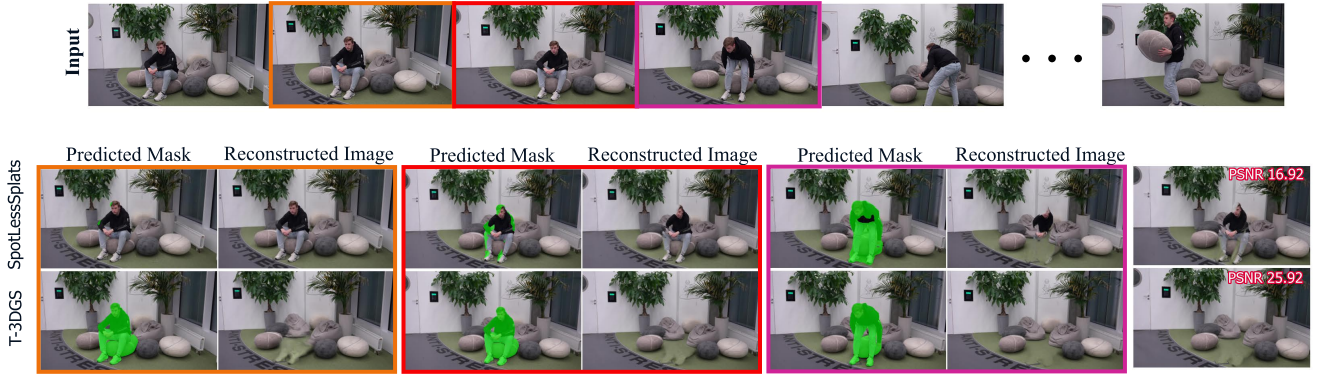 Input
Predicted Mask Reconstructed Image Predicted Mask Reconstructed Image Predicted Mask Reconstructed Image
SpotLessSplats
PSNR 16.92
T-3DGS
PSNR 25.92